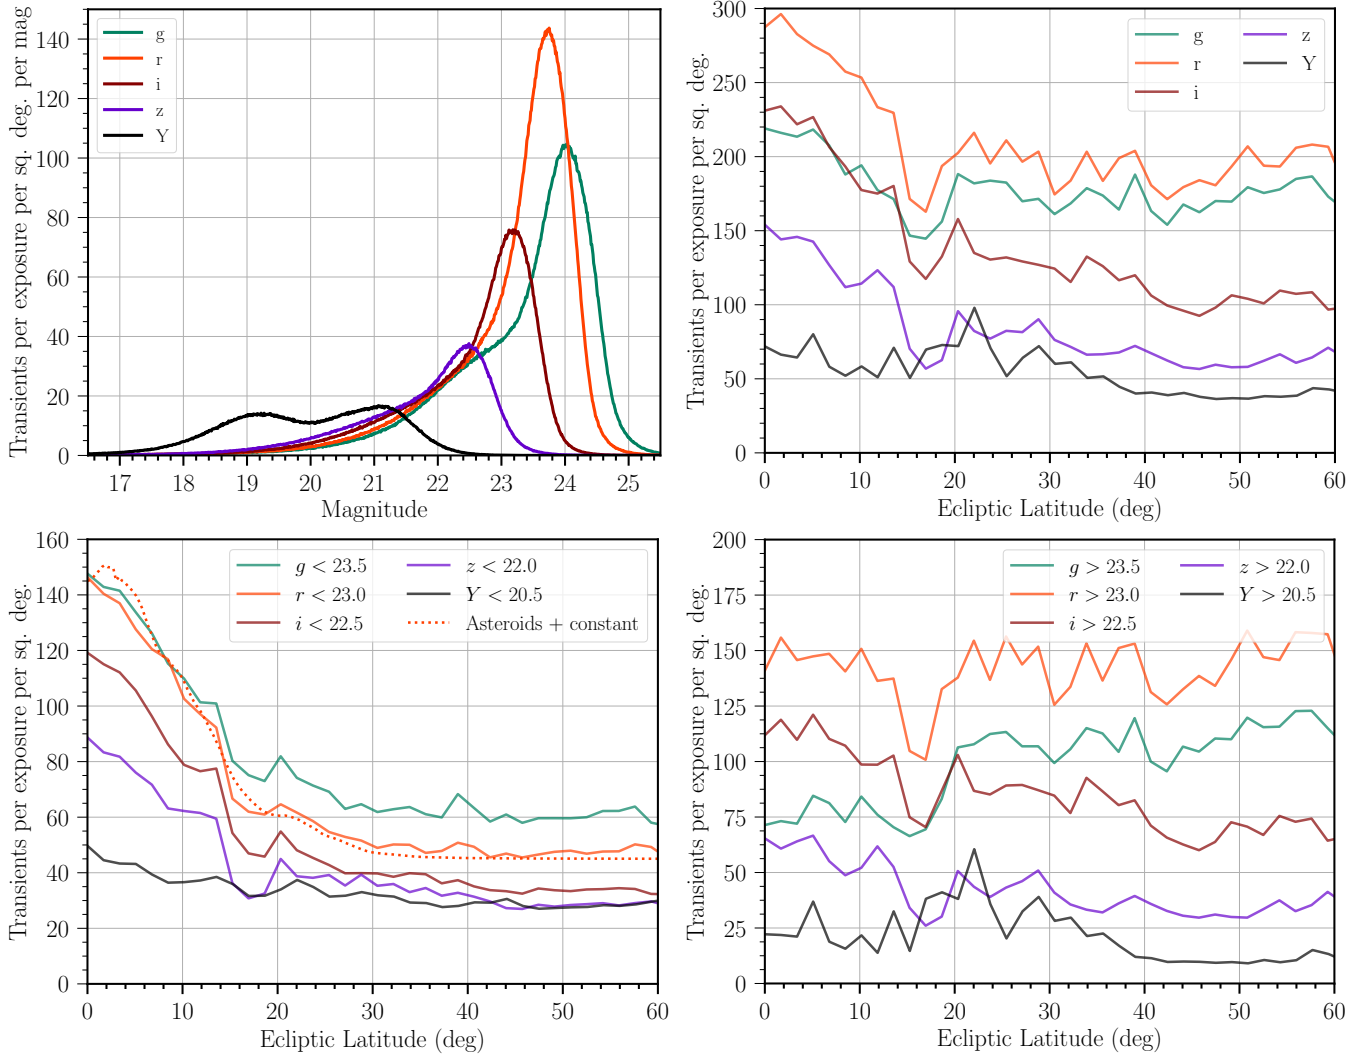 Transients per exposure per sq. deg. per mag
140
120
100
80
60
40
20
0
g
r
i
z
Y
17 18 19 20 21 22 23 24 25
Magnitude
Transients per exposure per sq. deg.
300
250
200
150
100
50
0
g z
r Y
i
0 10 20 30 40 50 60
Ecliptic Latitude (deg)
Transients per exposure per sq. deg.
160
140
120
100
80
60
40
20
0
g < 23.5 z < 22.0
r < 23.0 Y < 20.5
i < 22.5 Asteroids + constant
0 10 20 30 40 50 60
Ecliptic Latitude (deg)
Transients per exposure per sq. deg.
200
175
150
125
100
75
50
25
0
g > 23.5 z > 22.0
r > 23.0 Y > 20.5
i > 22.5
0 10 20 30 40 50 60
Ecliptic Latitude (deg)